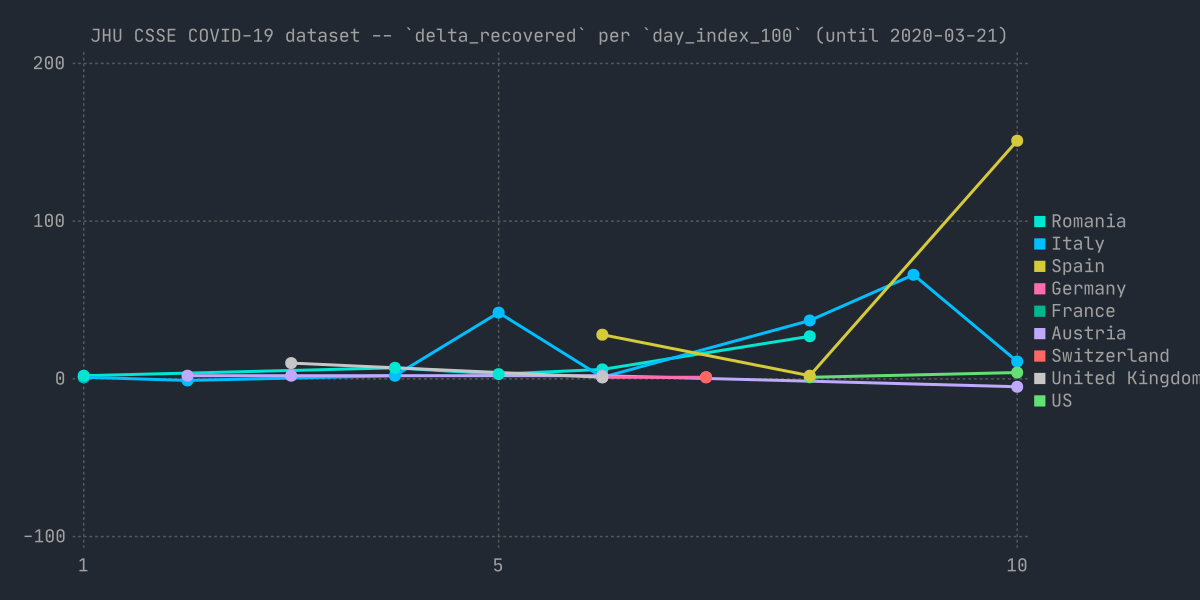 JHU CSSE COVID-19 dataset -- `delta_recovered` per `day_index_100` (until 2020-03-21)
200
100
0
-100
1 5 10
Romania
Italy
Spain
Germany
France
Austria
Switzerland
United Kingdom
US